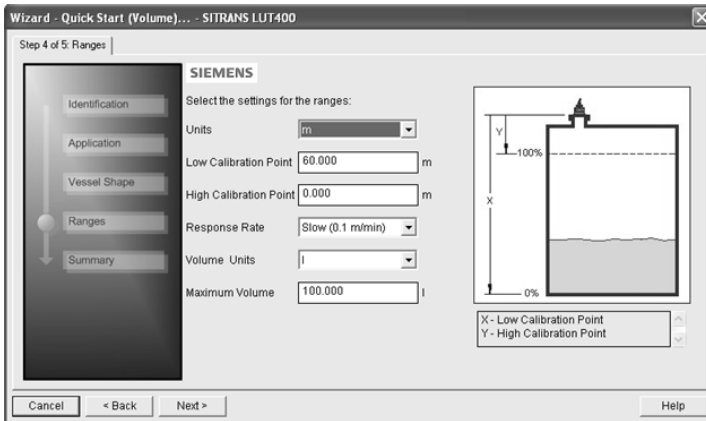 Wizard - Quick Start (Volume)... - SITRANS LUT400
Step 4 of 5: Ranges
Identification
Application
Vessel Shape
Ranges
Summary
SIEMENS
Select the settings for the ranges:
Units m
Low Calibration Point 60.000 m
High Calibration Point 0.000 m
Response Rate Slow (0.1 m/min)
Volume Units l
Maximum Volume 100.000 l
Y
100%
X
0%
X - Low Calibration Point
Y - High Calibration Point
Cancel < Back Next > Help